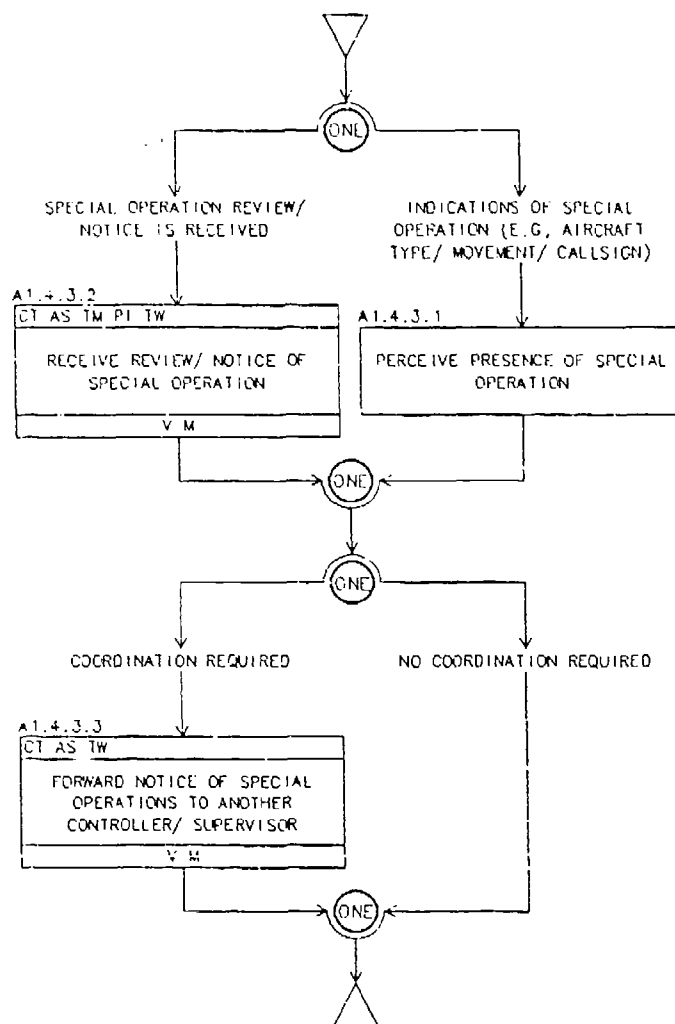 ONE
SPECIAL OPERATION REVIEW/
NOTICE IS RECEIVED
INDICATIONS OF SPECIAL
OPERATION (E.G, AIRCRAFT
TYPE/ MOVEMENT/ CALLSIGN)
A1.4.3.2
CT AS TM PI TW
RECEIVE REVIEW/ NOTICE OF
SPECIAL OPERATION
V M
A1.4.3.1
PERCEIVE PRESENCE OF SPECIAL
OPERATION
ONE
ONE
COORDINATION REQUIRED
NO COORDINATION REQUIRED
A1.4.3.3
CT AS TW
FORWARD NOTICE OF SPECIAL
OPERATIONS TO ANOTHER
CONTROLLER/ SUPERVISOR
V M
ONE